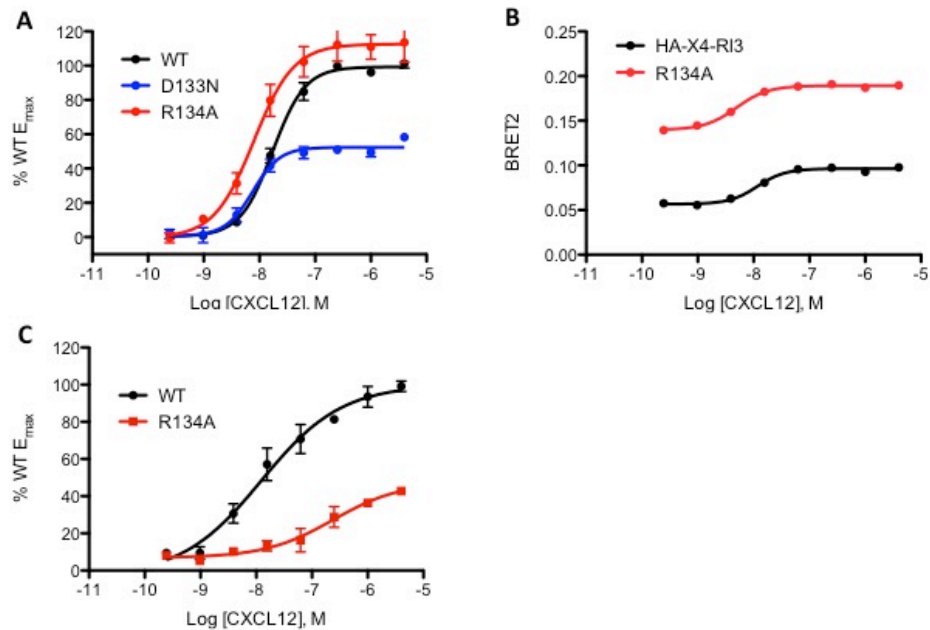 A
% WT Emax
120
100
80
60
40
20
0
WT
D133N
R134A
-11 -10 -9 -8 -7 -6 -5
Log [CXCL12], M
B
BRET2
0.25
0.20
0.15
0.10
0.05
0.00
HA-X4-RI3
R134A
-11 -10 -9 -8 -7 -6 -5
Log [CXCL12], M
C
% WT Emax
120
100
80
60
40
20
0
WT
R134A
-11 -10 -9 -8 -7 -6 -5
Log [CXCL12], M